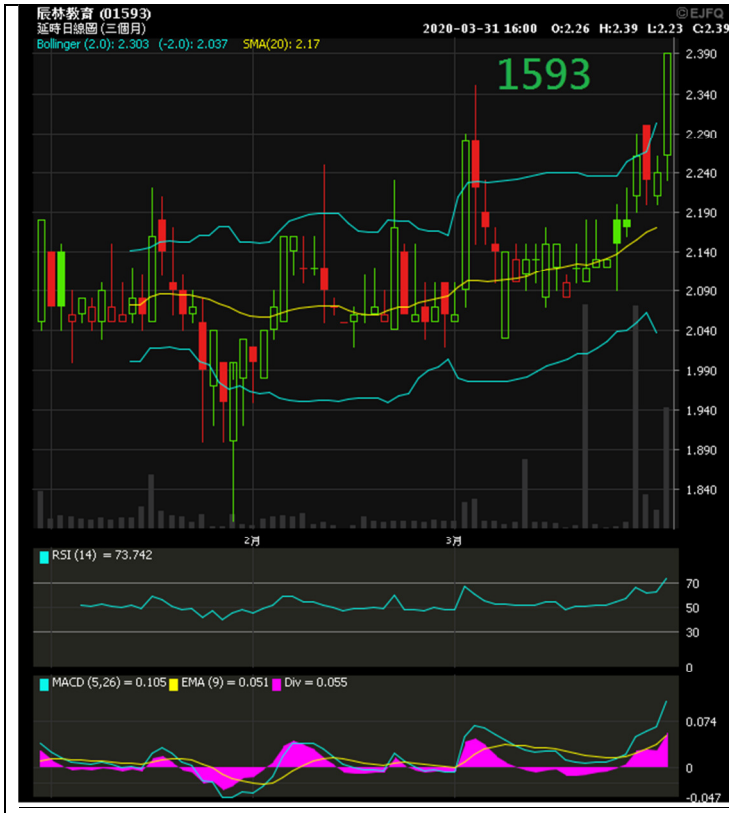 辰林教育 (01593)
©EJFQ
延時日線圖 (三個月)
2020-03-31 16:00 O:2.26 H:2.39 L:2.23 C:2.39
Bollinger (2.0): 2.303 (-2.0): 2.037 SMA(20): 2.17
1593
2.390
2.340
2.290
2.240
2.190
2.140
2.090
2.040
1.990
1.940
1.890
1.840
2月 3月
RSI (14) = 73.742
70
50
30
0
MACD (5,26) = 0.105 EMA (9) = 0.051 Div = 0.055
0.074
0
-0.047